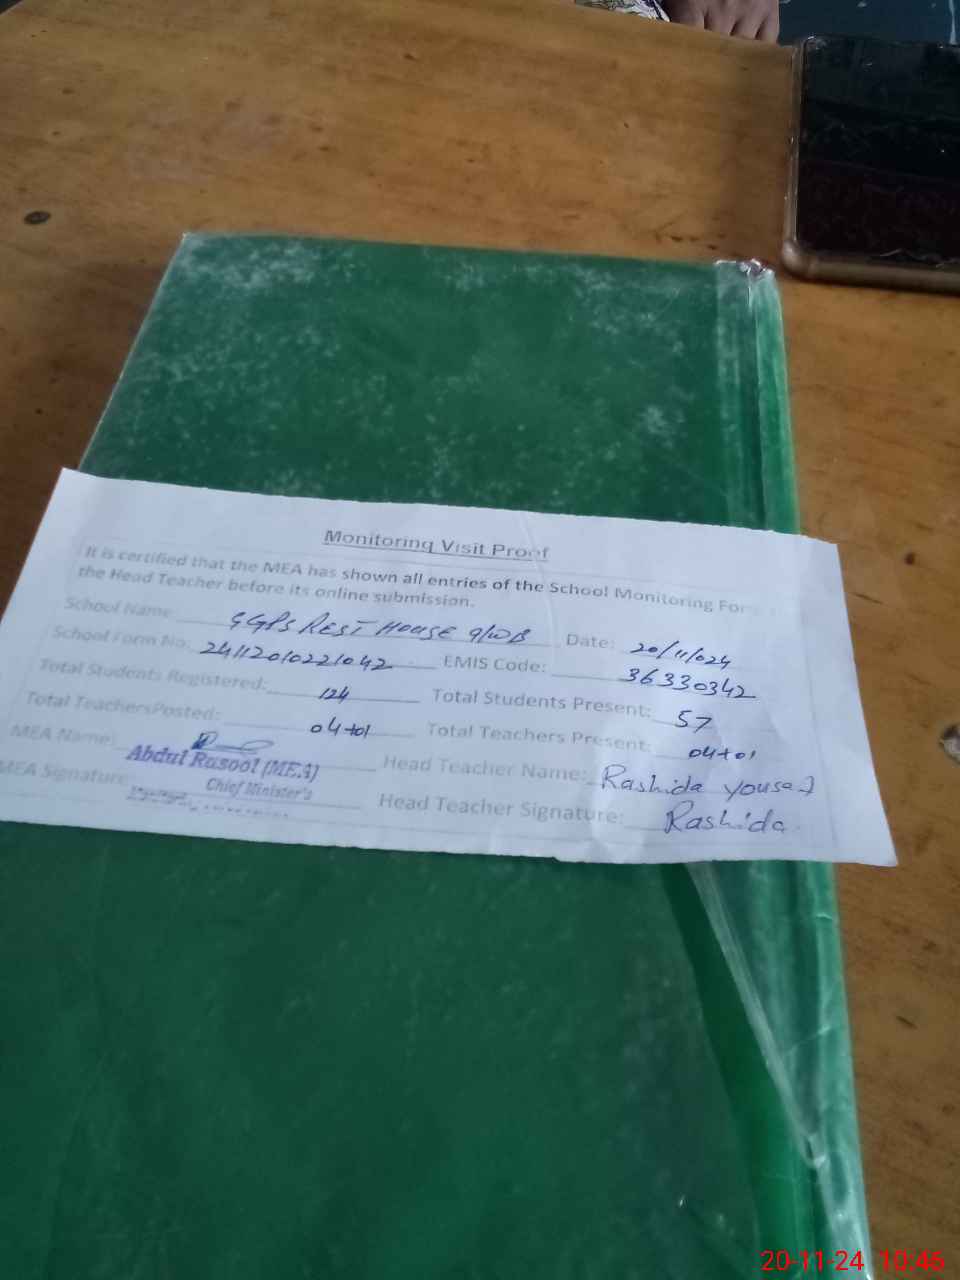 Monitoring Visit Proof
It is certified that the MEA has shown all entries of the School Monitoring For
the Head Teacher before its online submission.
School Name GGPS REST HOUSE 9/WB Date: 20/11/024
School Form No. 24112010221042 EMIS Code: 36330342
Total Students Registered: 124 Total Students Present: 57
Total TeachersPosted: 04+01 Total Teachers Present: 04+01
MEA Name: Abdul Rasool (MEA) Head Teacher Name: Rashida Yousaf
MEA Signature: Chief Minister's Head Teacher Signature: Rashida
20-11-24 10:46